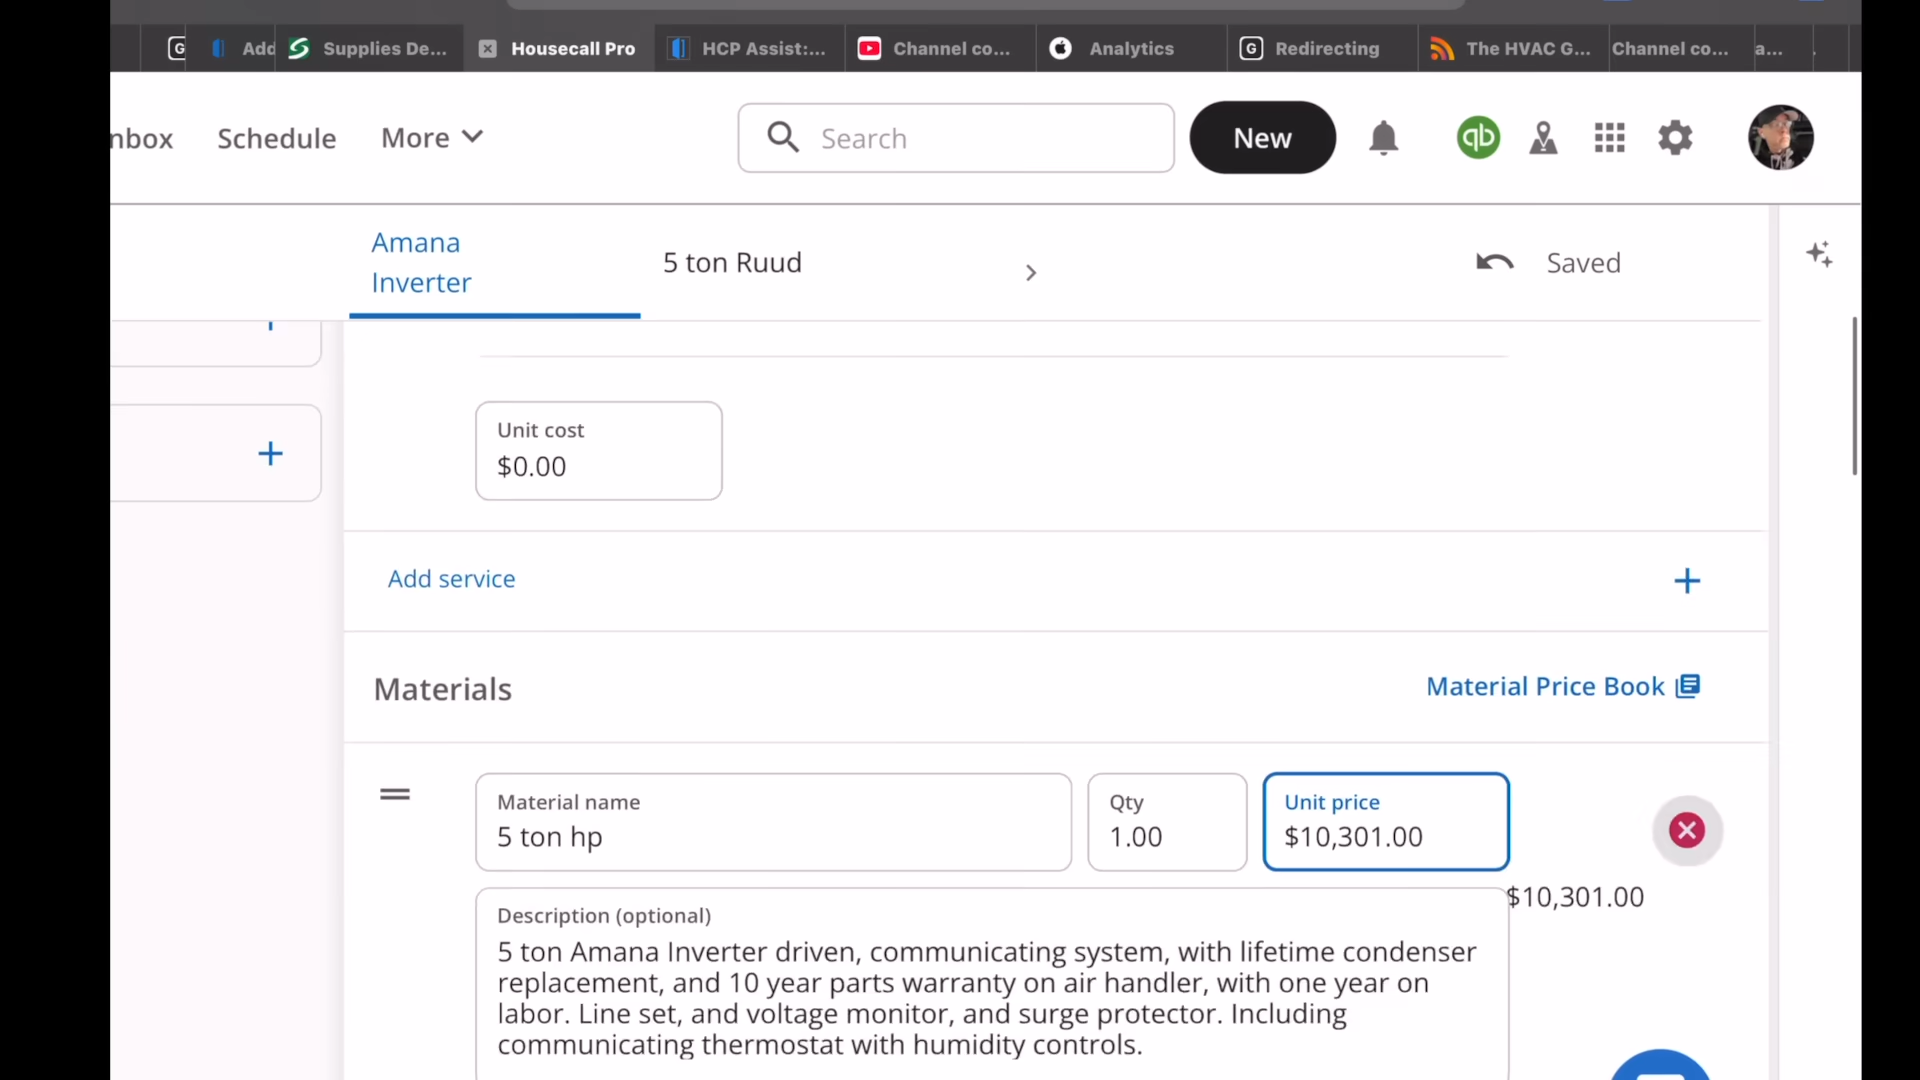 G
Add
Supplies De...
Housecall Pro
HCP Assist:...
Channel co...
Analytics
G
Redirecting
The HVAC G...
Channel co...
a...
nbox
Schedule
More
Search
New
qb
Amana
Inverter
5 ton Ruud
Saved
Unit cost
$0.00
Add service
Materials
Material Price Book
Material name
5 ton hp
Qty
1.00
Unit price
$10,301.00
$10,301.00
Description (optional)
5 ton Amana Inverter driven, communicating system, with lifetime condenser
replacement, and 10 year parts warranty on air handler, with one year on
labor. Line set, and voltage monitor, and surge protector. Including
communicating thermostat with humidity controls.